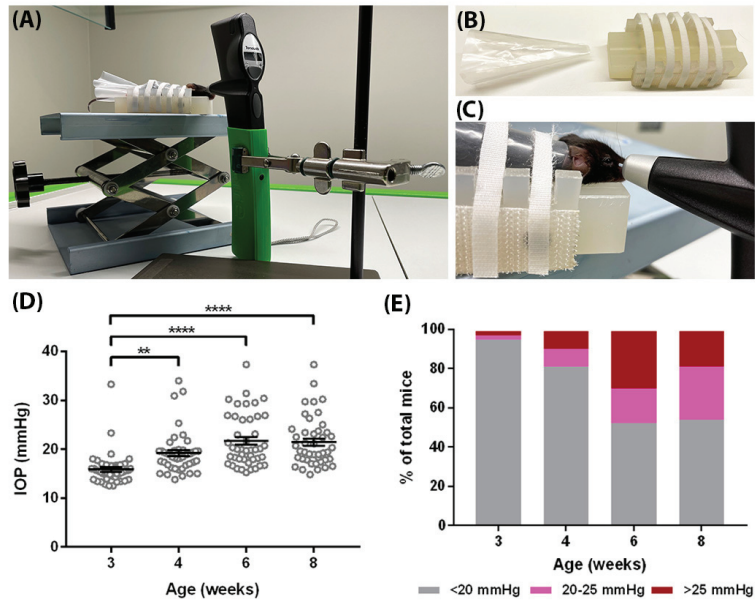 (A)
(B)
(C)
(D)
**** 
****
**
IOP (mmHg)
40
30
20
10
0
3 4 6 8
Age (weeks)
(E)
% of total mice
100
80
60
40
20
0
3 4 6 8
Age (weeks)
<20 mmHg 20-25 mmHg >25 mmHg